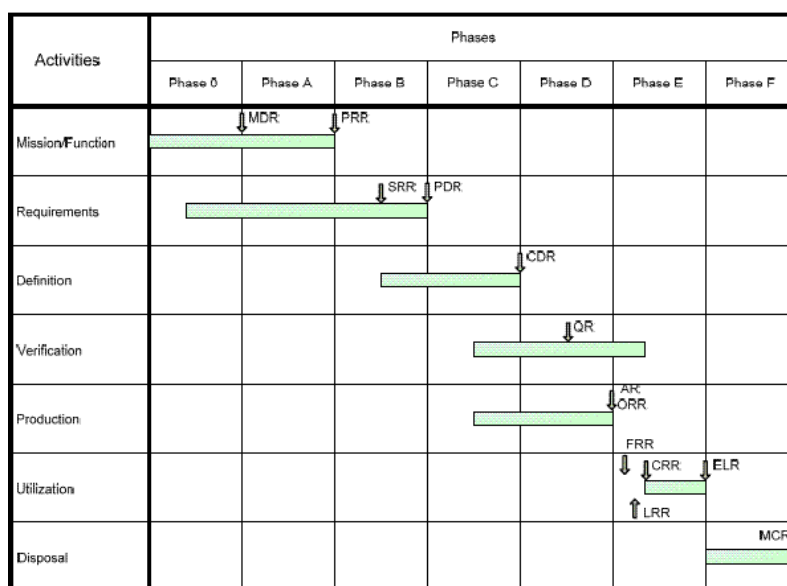 Activities
Phases
Phase 0
Phase A
Phase B
Phase C
Phase D
Phase E
Phase F
Mission/Function
MDR
PRR
Requirements
SRR
PDR
Definition
CDR
Verification
QR
Production
AR
ORR
Utilization
FRR
CRR
ELR
LRR
Disposal
MCR